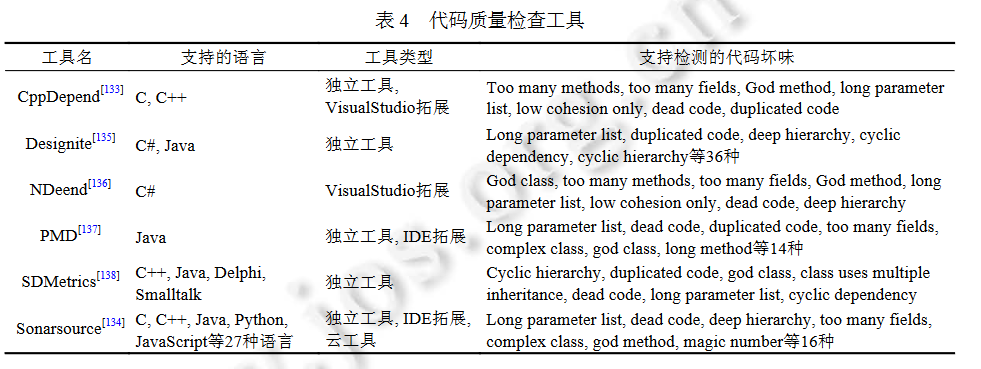 表 4 代码质量检查工具
工具名 支持的语言 工具类型 支持检测的代码坏味
CppDepend[133] C, C++ 独立工具, VisualStudio拓展 Too many methods, too many fields, God method, long parameter list, low cohesion only, dead code, duplicated code
Designite[135] C#, Java 独立工具 Long parameter list, duplicated code, deep hierarchy, cyclic dependency, cyclic hierarchy等36种
NDeend[136] C# VisualStudio拓展 God class, too many methods, too many fields, God method, long parameter list, low cohesion only, dead code, deep hierarchy
PMD[137] Java 独立工具, IDE拓展 Long parameter list, dead code, duplicated code, too many fields, complex class, god class, long method等14种
SDMetrics[138] C++, Java, Delphi, Smalltalk 独立工具 Cyclic hierarchy, duplicated code, god class, class uses multiple inheritance, dead code, long parameter list, cyclic dependency
Sonarsource[134] C, C++, Java, Python, JavaScript等27种语言 独立工具, IDE拓展, 云工具 Long parameter list, dead code, deep hierarchy, too many fields, complex class, god method, magic number等16种
.jos.org.cn